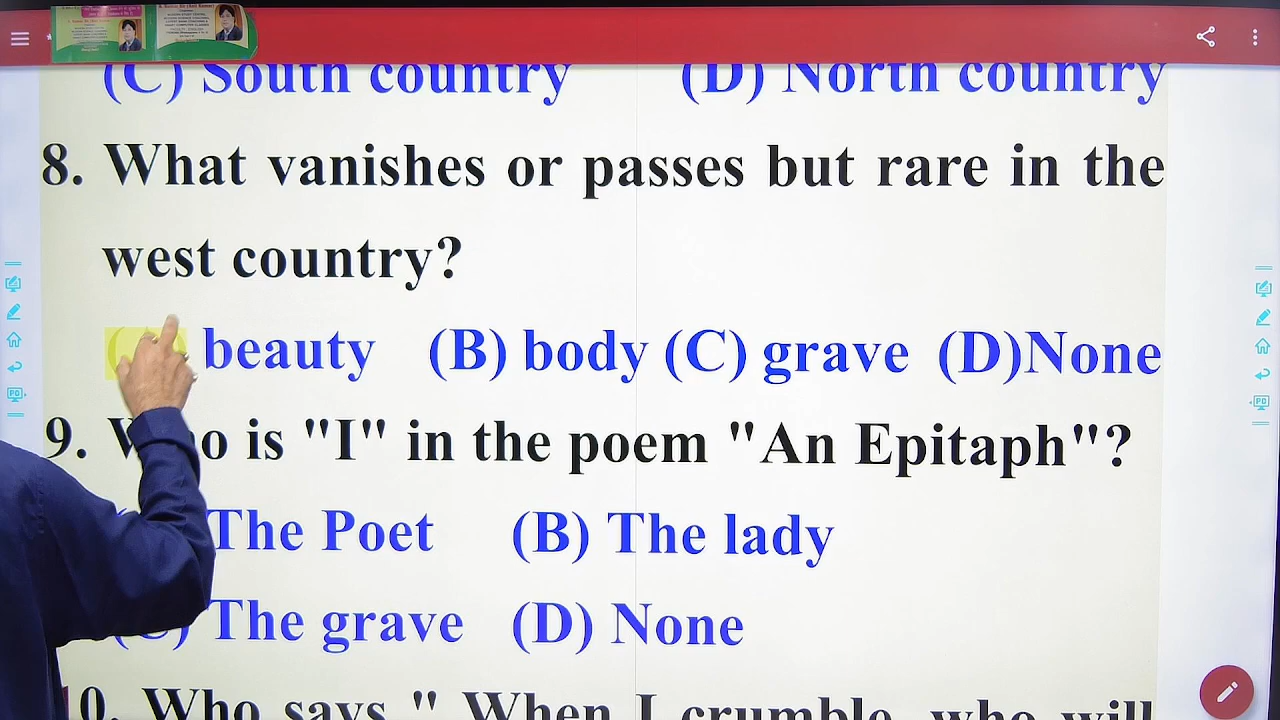 (C) South country (D) North country
8. What vanishes or passes but rare in the
west country?
beauty (B) body (C) grave (D)None
9. Who is "I" in the poem "An Epitaph"?
The Poet (B) The lady
(C) The grave (D) None
10. Who says " When I crumble, who will